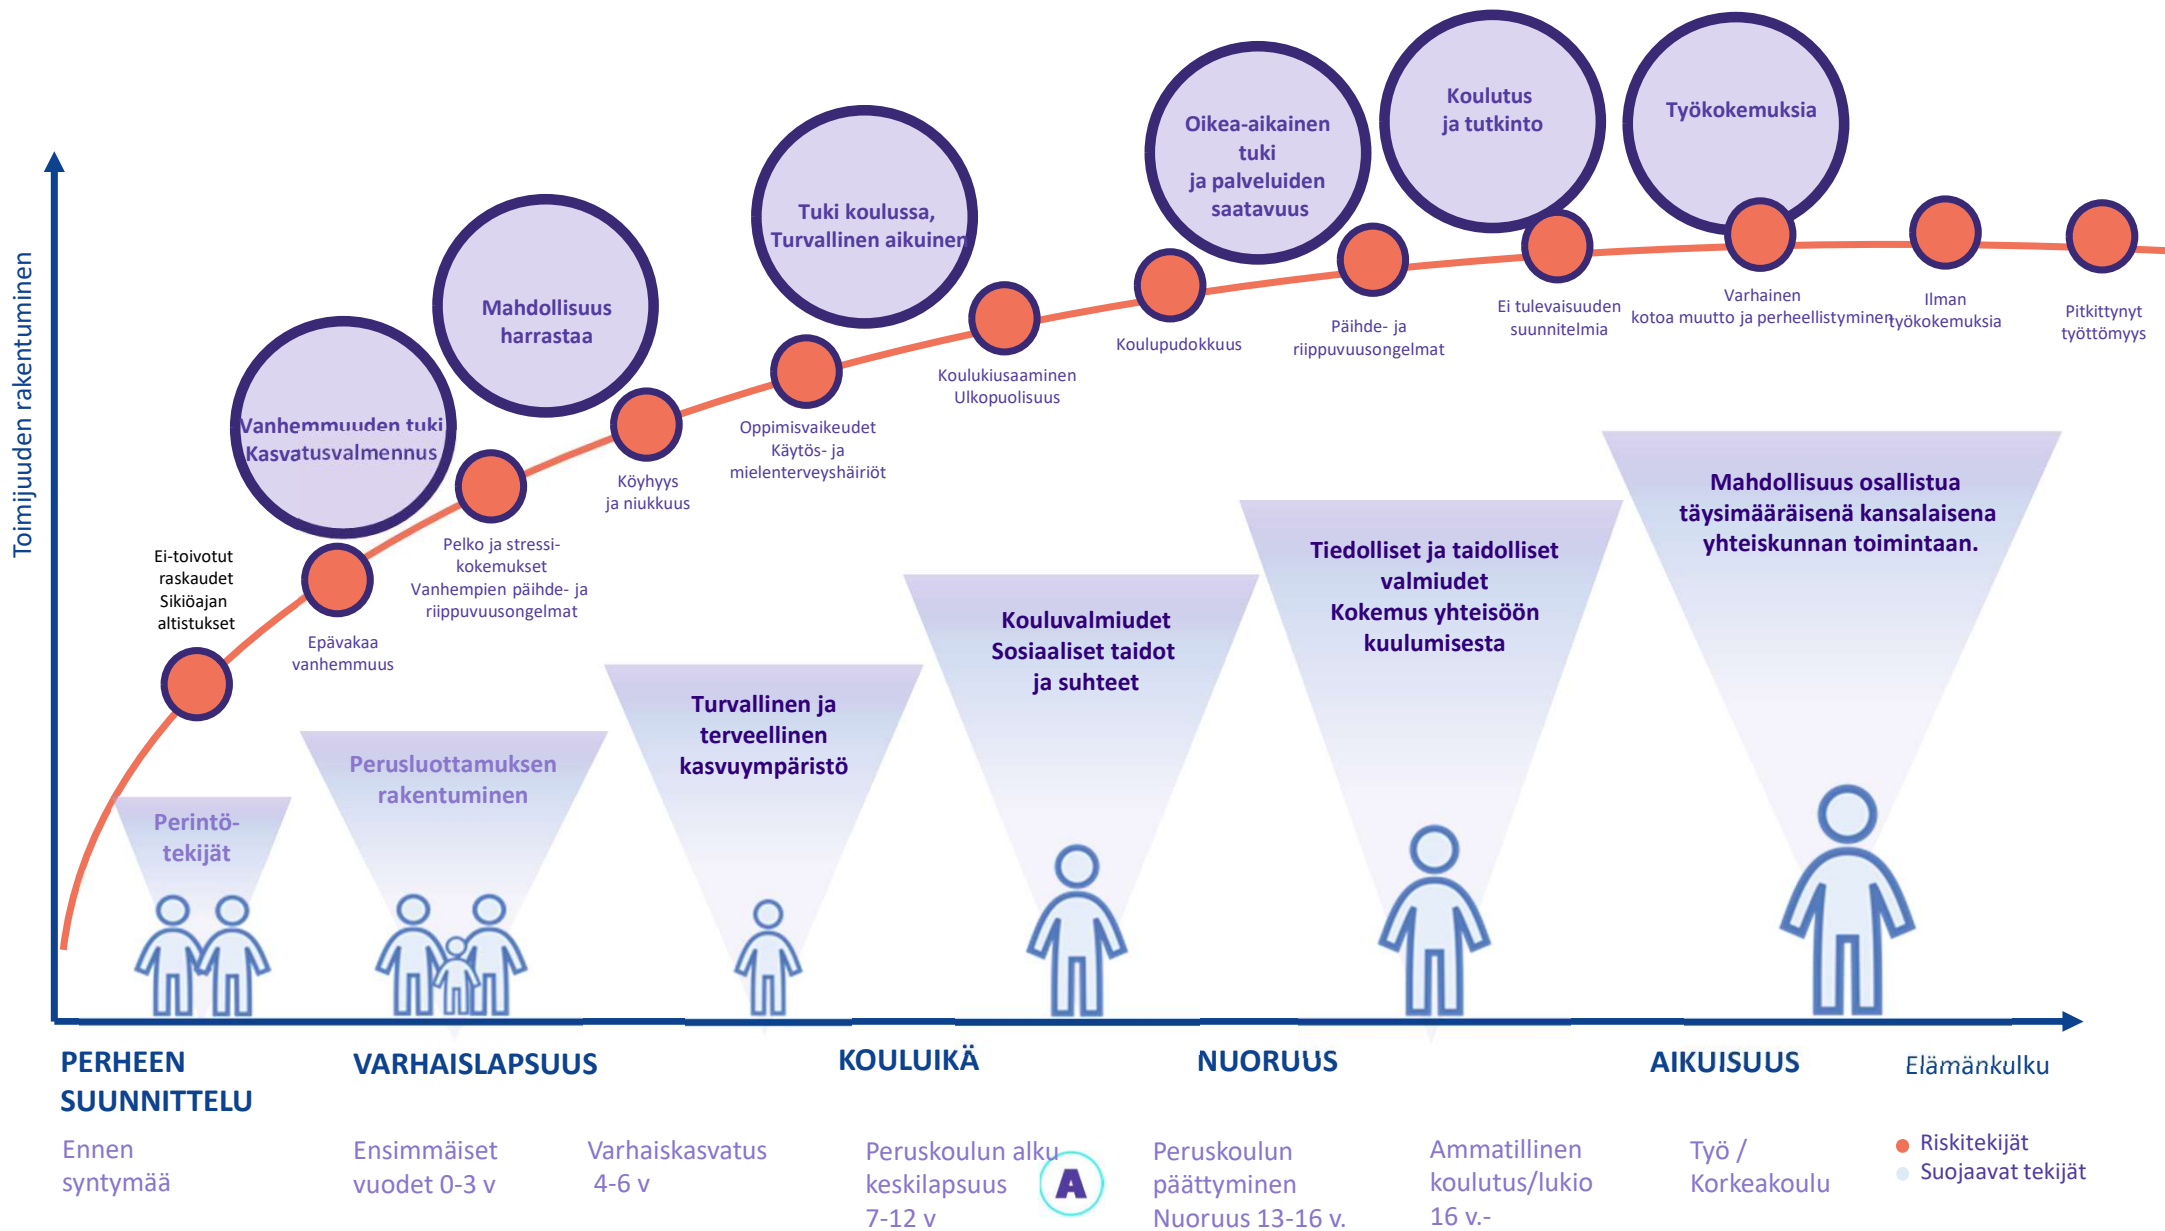 Toimijuuden rakentuminen
Vanhemmuuden tuki
Kasvatusvalmennus
Mahdollisuus
harrastaa
Tuki koulussa,
Turvallinen aikuinen
Oikea-aikainen
tuki
ja palveluiden
saatavuus
Koulutus
ja tutkinto
Työkokemuksia
Ei-toivotut
raskaudet
Sikiöajan
altistukset
Epävakaa
vanhemmuus
Pelko ja stressi-
kokemukset
Vanhempien päihde- ja
riippuvuusongelmat
Köyhyys
ja niukkuus
Oppimisvaikeudet
Käytös- ja
mielenterveyshäiriöt
Koulukiusaaminen
Ulkopuolisuus
Koulupudokkuus
Päihde- ja
riippuvuusongelmat
Ei tulevaisuuden
suunnitelmia
Varhainen
kotoa muutto ja perheellistyminen
Ilman
työkokemuksia
Pitkittynyt
työttömyys
Perintö-
tekijät
Perusluottamuksen
rakentuminen
Turvallinen ja
terveellinen
kasvuympäristö
Kouluvalmiudet
Sosiaaliset taidot
ja suhteet
Tiedolliset ja taidolliset
valmiudet
Kokemus yhteisöön
kuulumisesta
Mahdollisuus osallistua
täysimääräisenä kansalaisena
yhteiskunnan toimintaan.
PERHEEN
SUUNNITTELU
VARHAISLAPSUUS
KOULUIKÄ
NUORUUS
AIKUISUUS
Elämänkulku
Ennen
syntymää
Ensimmäiset
vuodet 0-3 v
Varhaiskasvatus
4-6 v
Peruskoulun alku
keskilapsuus
7-12 v
A
Peruskoulun
päättyminen
Nuoruus 13-16 v.
Ammatillinen
koulutus/lukio
16 v.-
Työ /
Korkeakoulu
Riskitekijät
Suojaavat tekijät